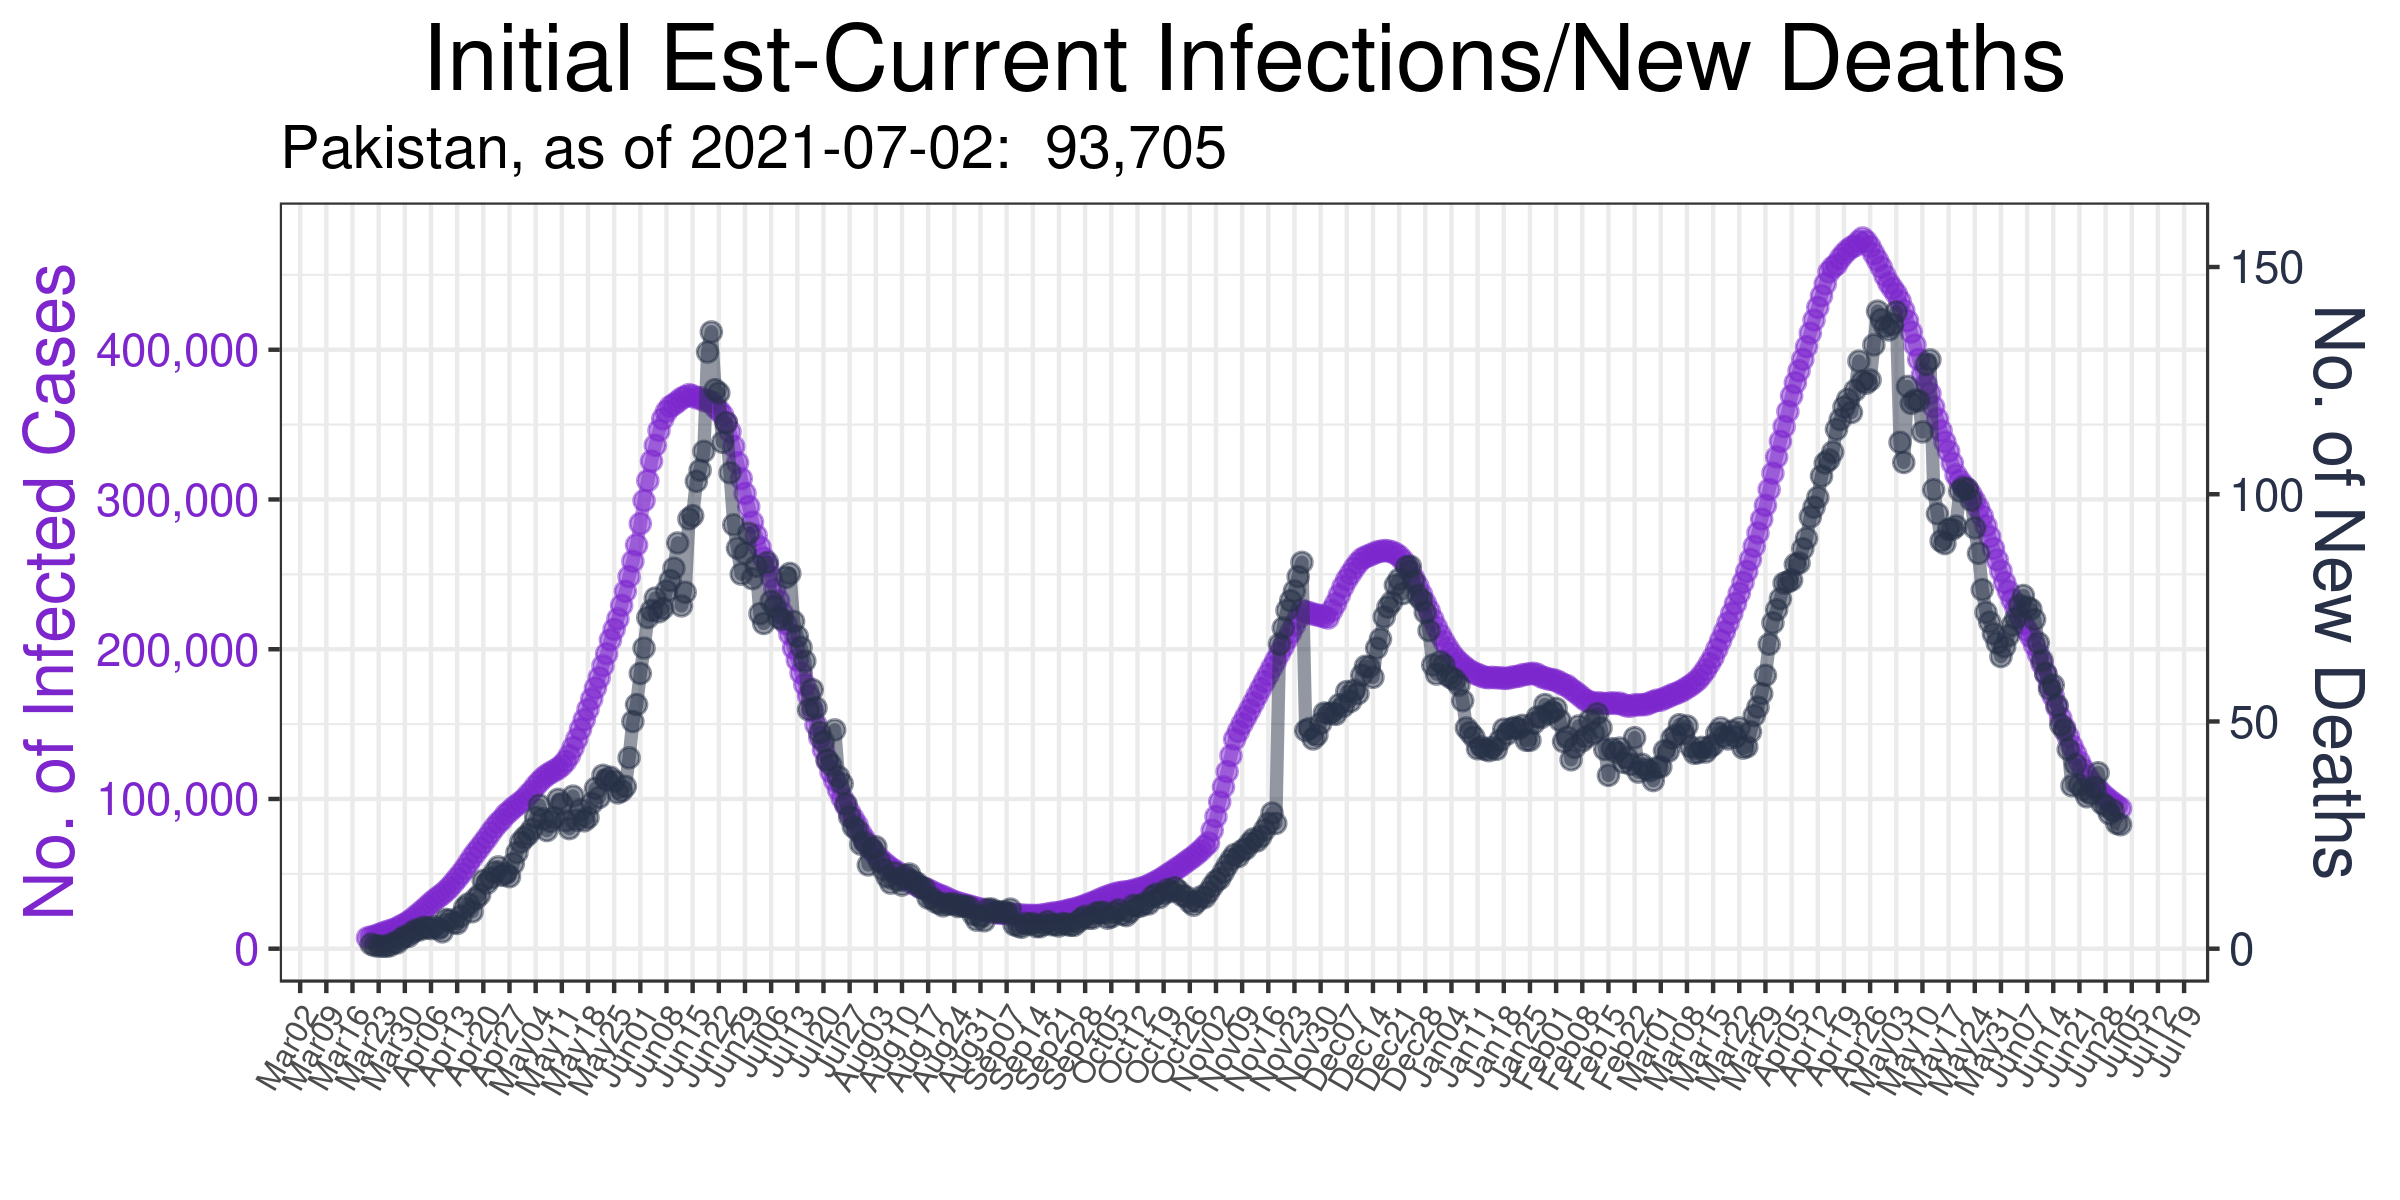 Initial Est-Current Infections/New Deaths
Pakistan, as of 2021-07-02:  93,705
No. of Infected Cases
400,000
300,000
200,000
100,000
0
150
100
50
0
No. of New Deaths
Mar02
Mar09
Mar16
Mar23
Mar30
Apr06
Apr13
Apr20
Apr27
May04
May11
May18
May25
Jun01
Jun08
Jun15
Jun22
Jun29
Jul06
Jul13
Jul20
Jul27
Aug03
Aug10
Aug17
Aug24
Aug31
Sep07
Sep14
Sep21
Sep28
Oct05
Oct12
Oct19
Oct26
Nov02
Nov09
Nov16
Nov23
Nov30
Dec07
Dec14
Dec21
Dec28
Jan04
Jan11
Jan18
Jan25
Feb01
Feb08
Feb15
Feb22
Mar01
Mar08
Mar15
Mar22
Mar29
Apr05
Apr12
Apr19
Apr26
May03
May10
May17
May24
May31
Jun07
Jun14
Jun21
Jun28
Jul05
Jul12
Jul19